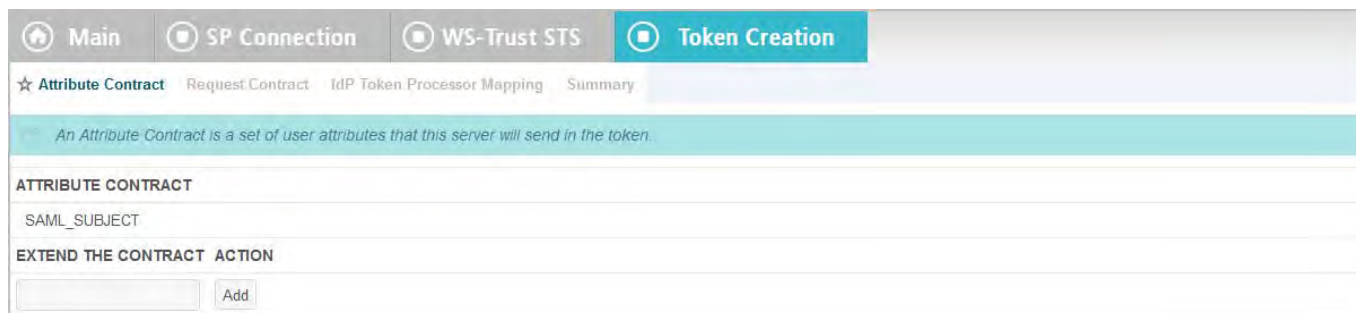 Main SP Connection WS-Trust STS Token Creation
Attribute Contract Request Contract IdP Token Processor Mapping Summary
An Attribute Contract is a set of user attributes that this server will send in the token.
ATTRIBUTE CONTRACT
SAML_SUBJECT
EXTEND THE CONTRACT ACTION
Add